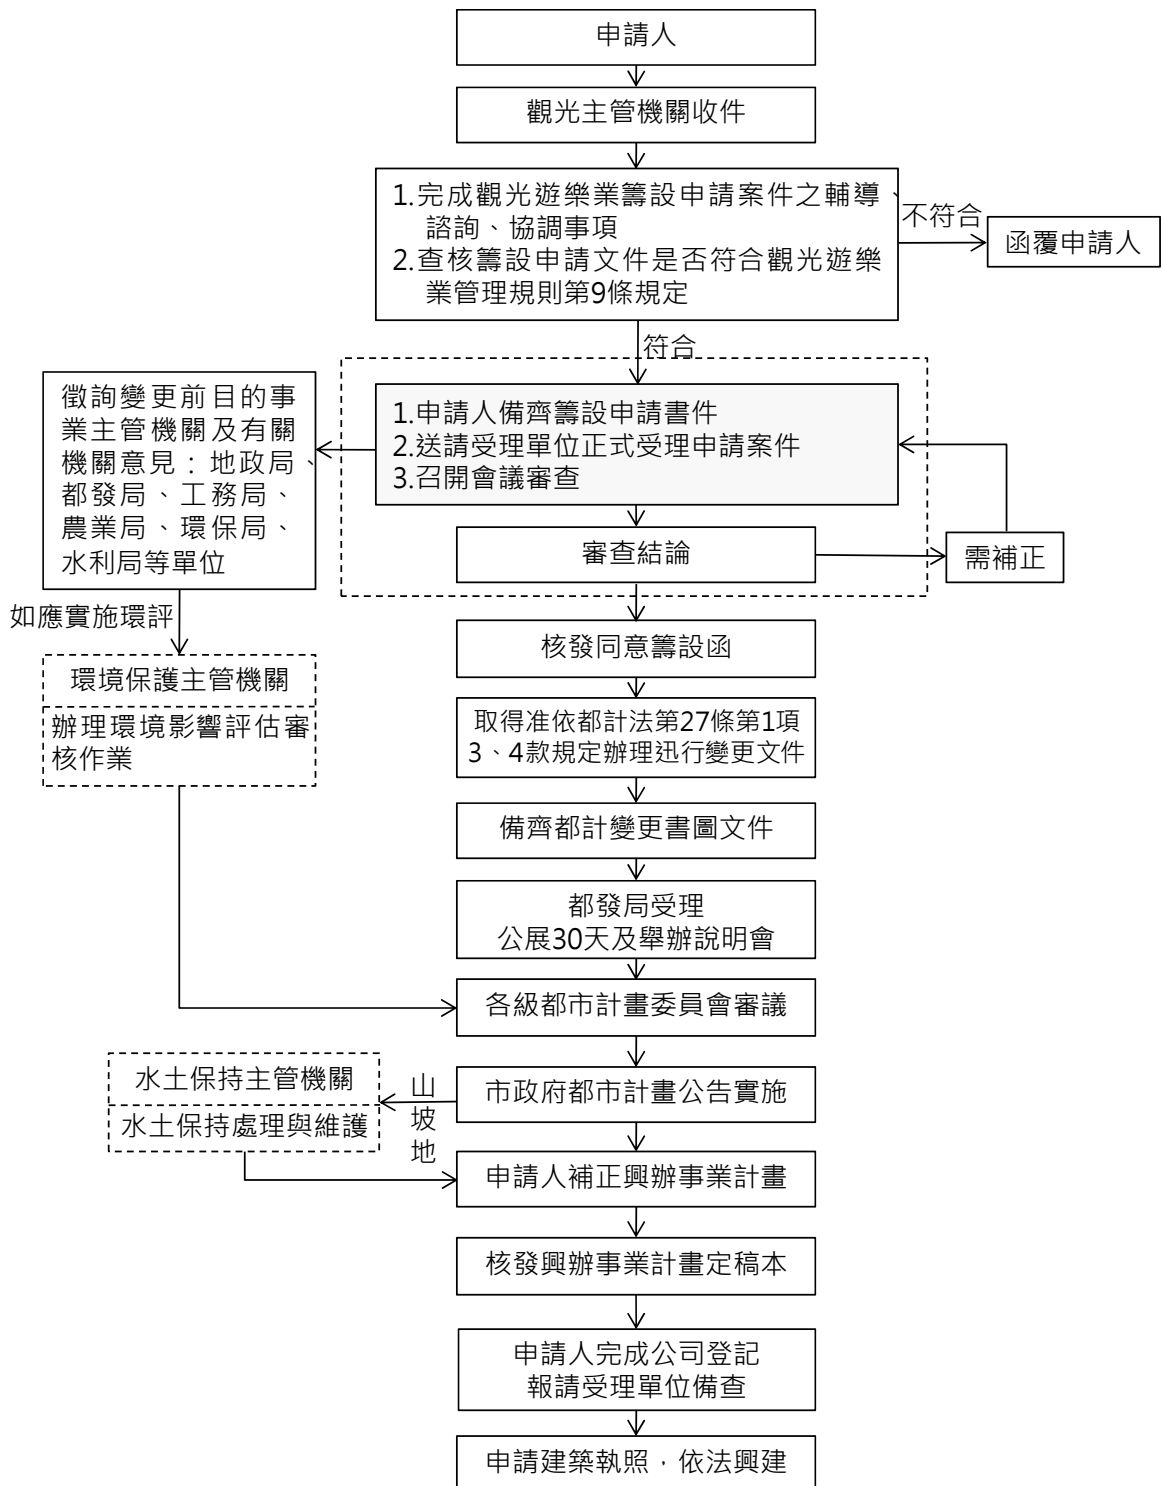 申請人
觀光主管機關收件
1.完成觀光遊樂業籌設申請案件之輔導、
諮詢、協調事項
2.查核籌設申請文件是否符合觀光遊樂
業管理規則第9條規定
不符合
函覆申請人
符合
1.申請人備齊籌設申請書件
2.送請受理單位正式受理申請案件
3.召開會議審查
徵詢變更前目的事
業主管機關及有關
機關意見：地政局、
都發局、工務局、
農業局、環保局、
水利局等單位
審查結論
需補正
如應實施環評
環境保護主管機關
辦理環境影響評估審
核作業
核發同意籌設函
取得准依都計法第27條第1項
3、4款規定辦理迅行變更文件
備齊都計變更書圖文件
都發局受理
公展30天及舉辦說明會
各級都市計畫委員會審議
市政府都市計畫公告實施
山
坡
地
水土保持主管機關
水土保持處理與維護
申請人補正興辦事業計畫
核發興辦事業計畫定稿本
申請人完成公司登記
報請受理單位備查
申請建築執照，依法興建